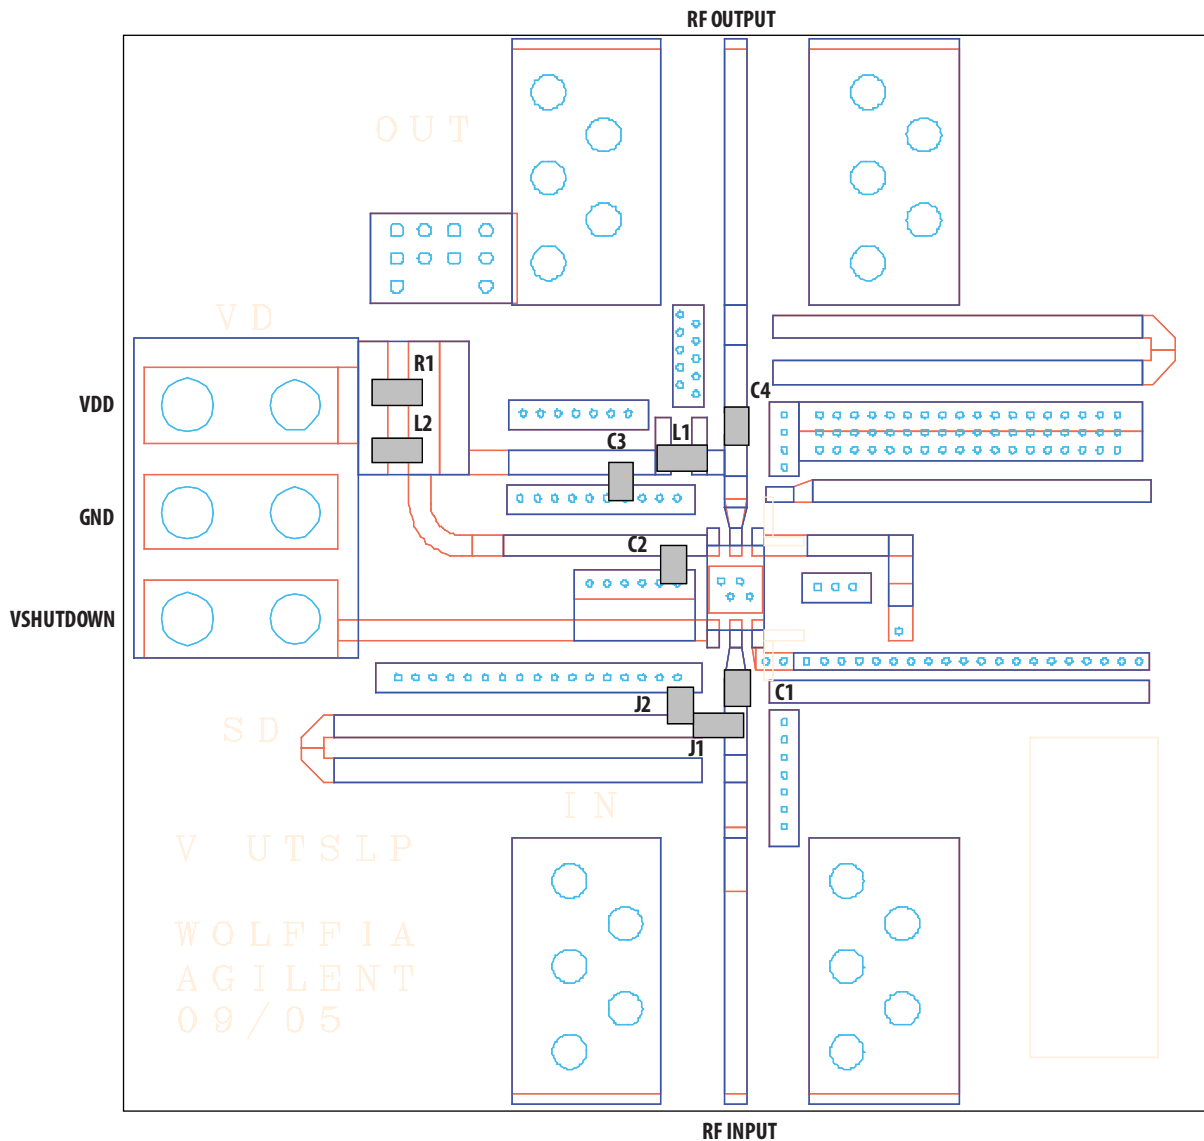 RF OUTPUT
OUT
VD
R1
VDD
L2
C4
C3
L1
GND
C2
VSHUTDOWN
C1
J2
J1
SD
IN
V UTSLP
WOLFFIA
AGILENT
09/05
RF INPUT